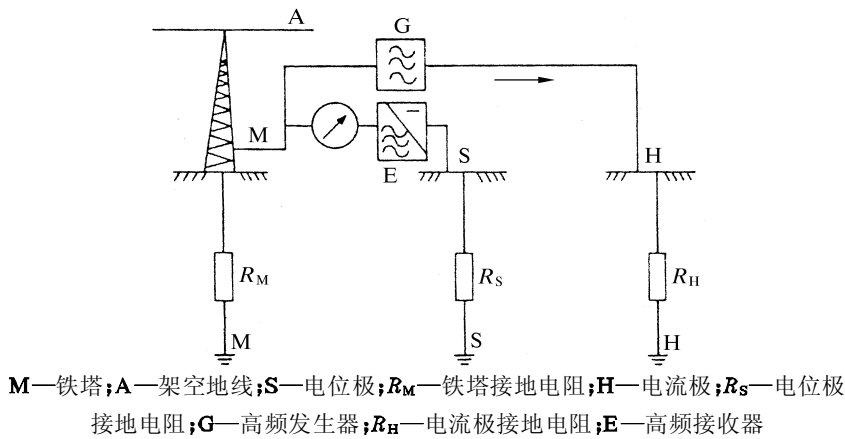 A
G
M
S
H
E
R_M
R_S
R_H
M
S
H
M—铁塔;A—架空地线;S—电位极;R_M—铁塔接地电阻;H—电流极;R_S—电位极
接地电阻;G—高频发生器;R_H—电流极接地电阻;E—高频接收器